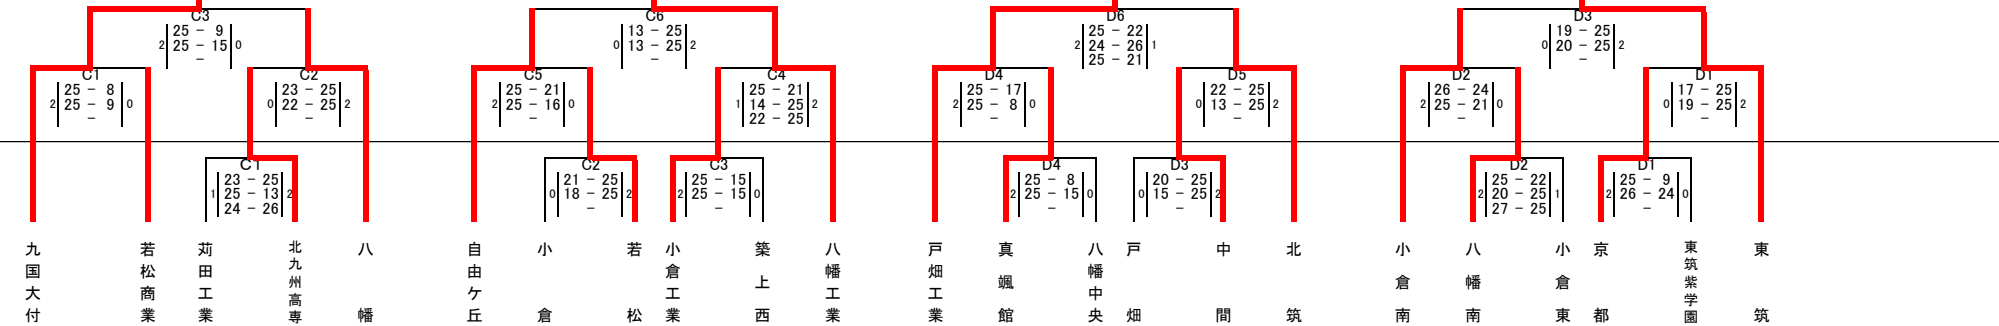 C3
25 - 9
2 25 - 15 0
-
C6
13 - 25
0 13 - 25 2
-
D6
25 - 22
2 24 - 26 1
25 - 21
D3
19 - 25
0 20 - 25 2
-
C1
25 - 8
2 25 - 9 0
-
C2
23 - 25
0 22 - 25 2
-
C5
25 - 21
2 25 - 16 0
-
C4
25 - 21
1 14 - 25 2
22 - 25
D4
25 - 17
2 25 - 8 0
-
D5
22 - 25
0 13 - 25 2
-
D2
26 - 24
2 25 - 21 0
-
D1
17 - 25
0 19 - 25 2
-
C1
23 - 25
1 25 - 13 2
24 - 26
C2
21 - 25
0 18 - 25 2
-
C3
25 - 15
2 25 - 15 0
-
D4
25 - 8
2 25 - 15 0
-
D3
20 - 25
0 15 - 25 2
-
D2
25 - 22
2 20 - 25 1
27 - 25
D1
25 - 9
2 26 - 24 0
-
九国大付
若松商業
苅田工業
北九州高専
八幡
自由ケ丘
小倉
若松
小倉工業
築上西
八幡工業
戸畑工業
真颯館
八幡中央
戸畑
中間
北筑
小倉南
八幡南
小倉東
京都
東筑紫学園
東筑